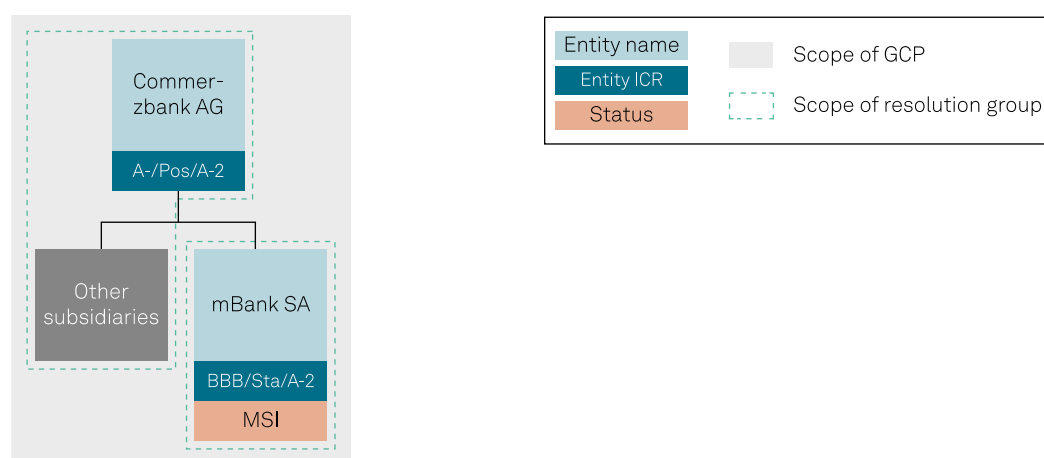 Commer-
zbank AG
A-/Pos/A-2
Other
subsidiaries
mBank SA
BBB/Sta/A-2
MSI
Entity name
Entity ICR
Status
Scope of GCP
Scope of resolution group